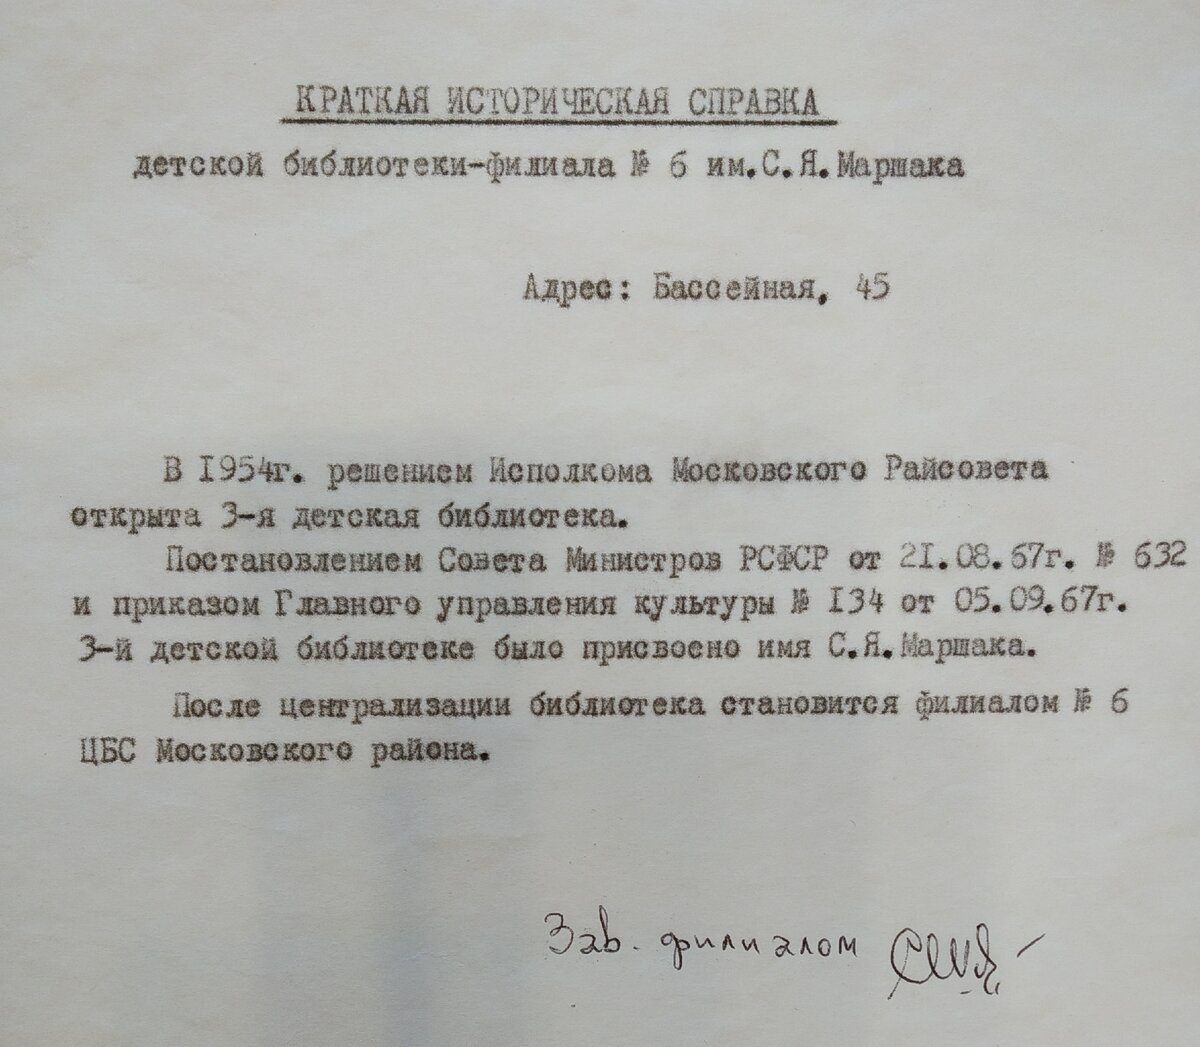 КРАТКАЯ ИСТОРИЧЕСКАЯ СПРАВКА
детской библиотеки-филиала № 6 им.С.Я.Маршака
Адрес: Бассейная, 45
В I954г. решением Исполкома Московского Райсовета
открыта 3-я детская библиотека.
Постановлением Совета Министров РСФСР от 2I.08.67г. № 632
и приказом Главного управления культуры № I34 от 05.09.67г.
3-й детской библиотеке было присвоено имя С.Я.Маршака.
После централизации библиотека становится филиалом № 6
ЦБС Московского района.
Зав. филиалом